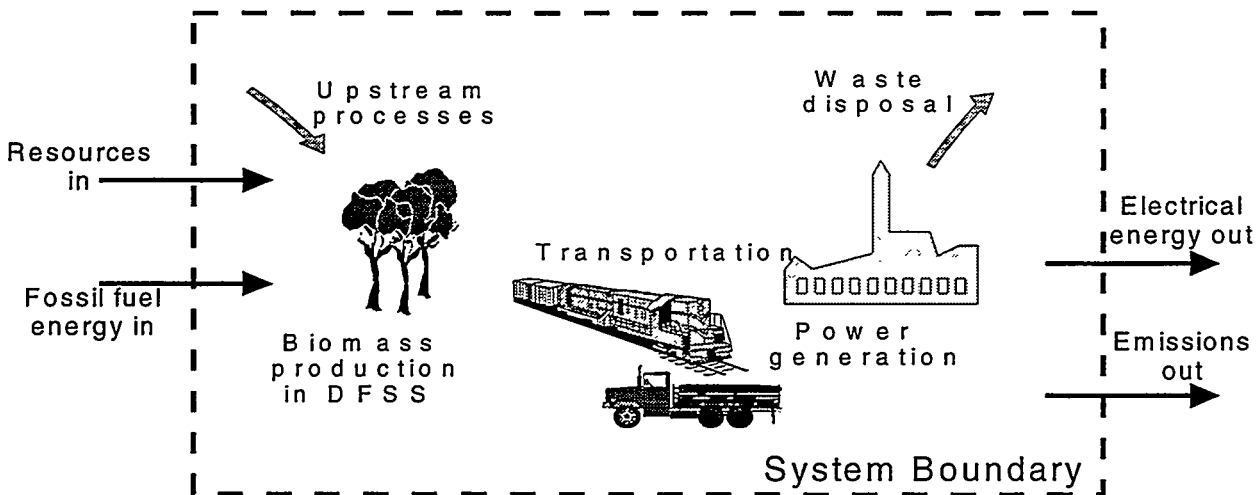 Upstream
processes
Waste
disposal
Resources
in
Fossil fuel
energy in
Biomass
production
in DFSS
Transportation
Power
generation
Electrical
energy out
Emissions
out
System Boundary